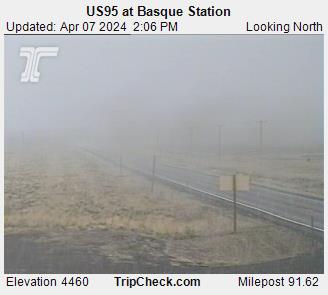 US95 at Basque Station
Updated: Apr 07 2024 2:06 PM Looking North
Elevation 4460 TripCheck.com Milepost 91.62